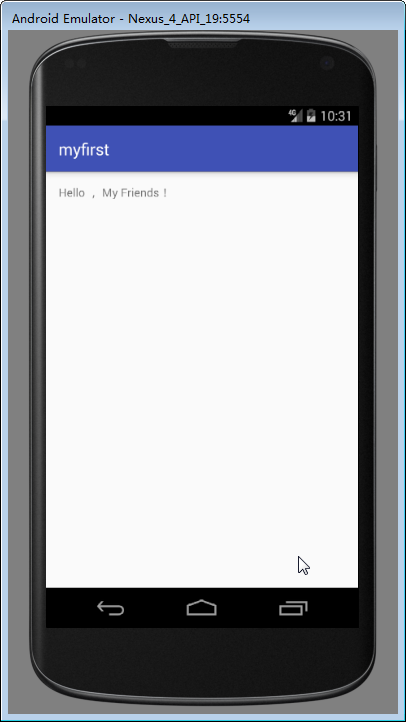 Android Emulator - Nexus_4_API_19:5554
4G 10:31
myfirst
Hello ，My Friends！